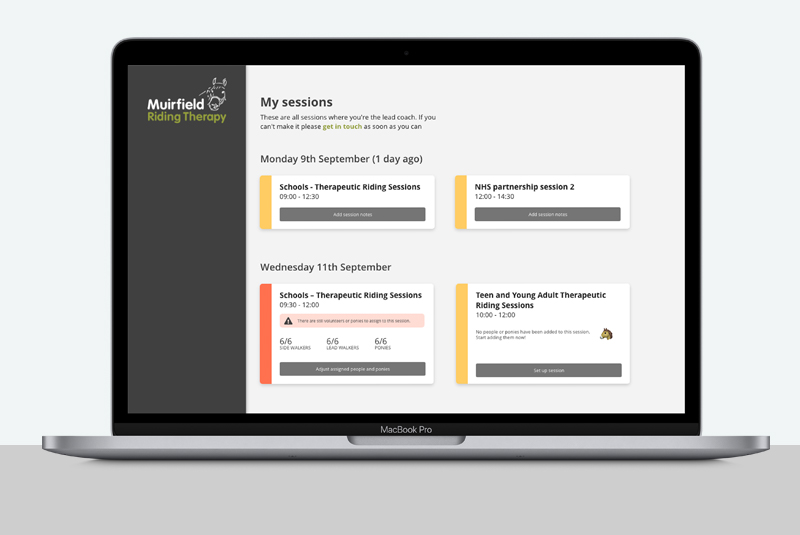 Muirfield
Riding Therapy
My sessions
These are all sessions where you're the lead coach. If you
can't make it please get in touch as soon as you can
Monday 9th September (1 day ago)
Schools - Therapeutic Riding Sessions
09:00 - 12:30
Add session notes
NHS partnership session 2
12:00 - 14:30
Add session notes
Wednesday 11th September
Schools – Therapeutic Riding Sessions
09:30 - 12:00
There are still volunteers or ponies to assign to this session.
6/6
SIDE WALKERS
6/6
LEAD WALKERS
6/6
PONIES
Adjust assigned people and ponies
Teen and Young Adult Therapeutic
Riding Sessions
10:00 - 12:00
No people or ponies have been added to this session.
Start adding them now!
Set up session
MacBook Pro